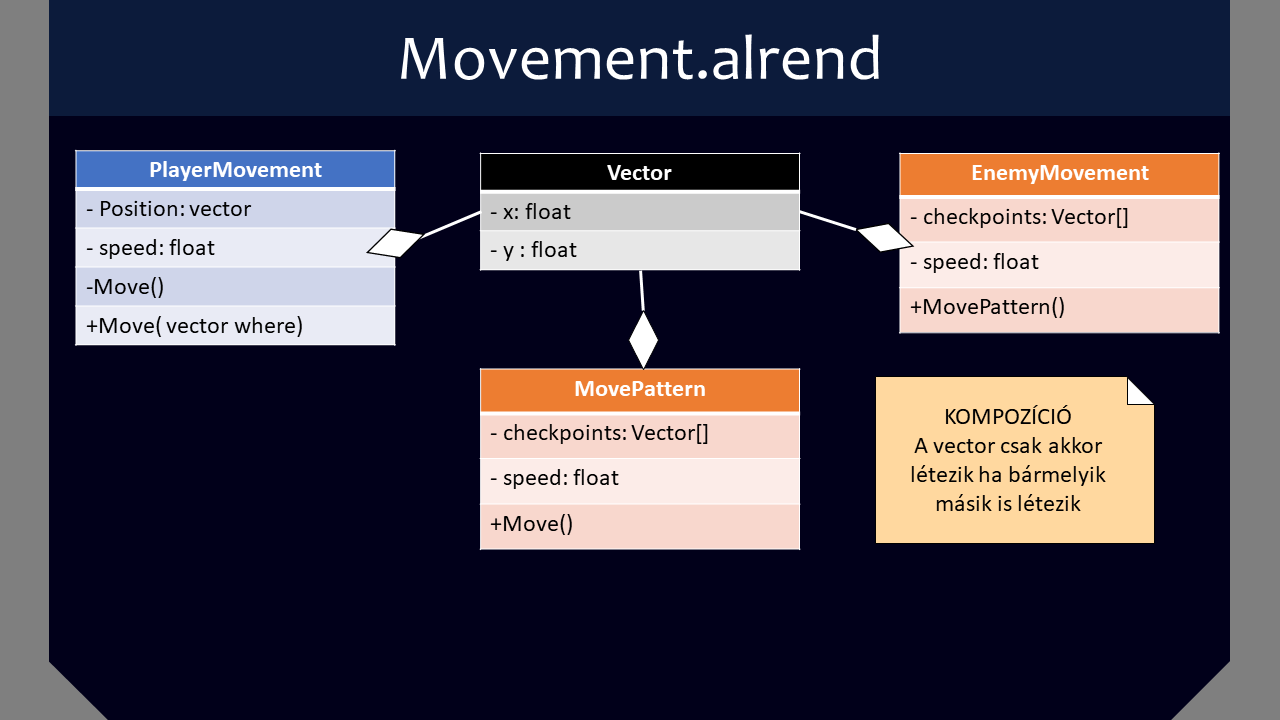 Movement.alrend
PlayerMovement
- Position: vector
- speed: float
-Move()
+Move( vector where)
Vector
- x: float
- y : float
EnemyMovement
- checkpoints: Vector[]
- speed: float
+MovePattern()
MovePattern
- checkpoints: Vector[]
- speed: float
+Move()
KOMPOZÍCIÓ
A vector csak akkor
létezik ha bármelyik
másik is létezik